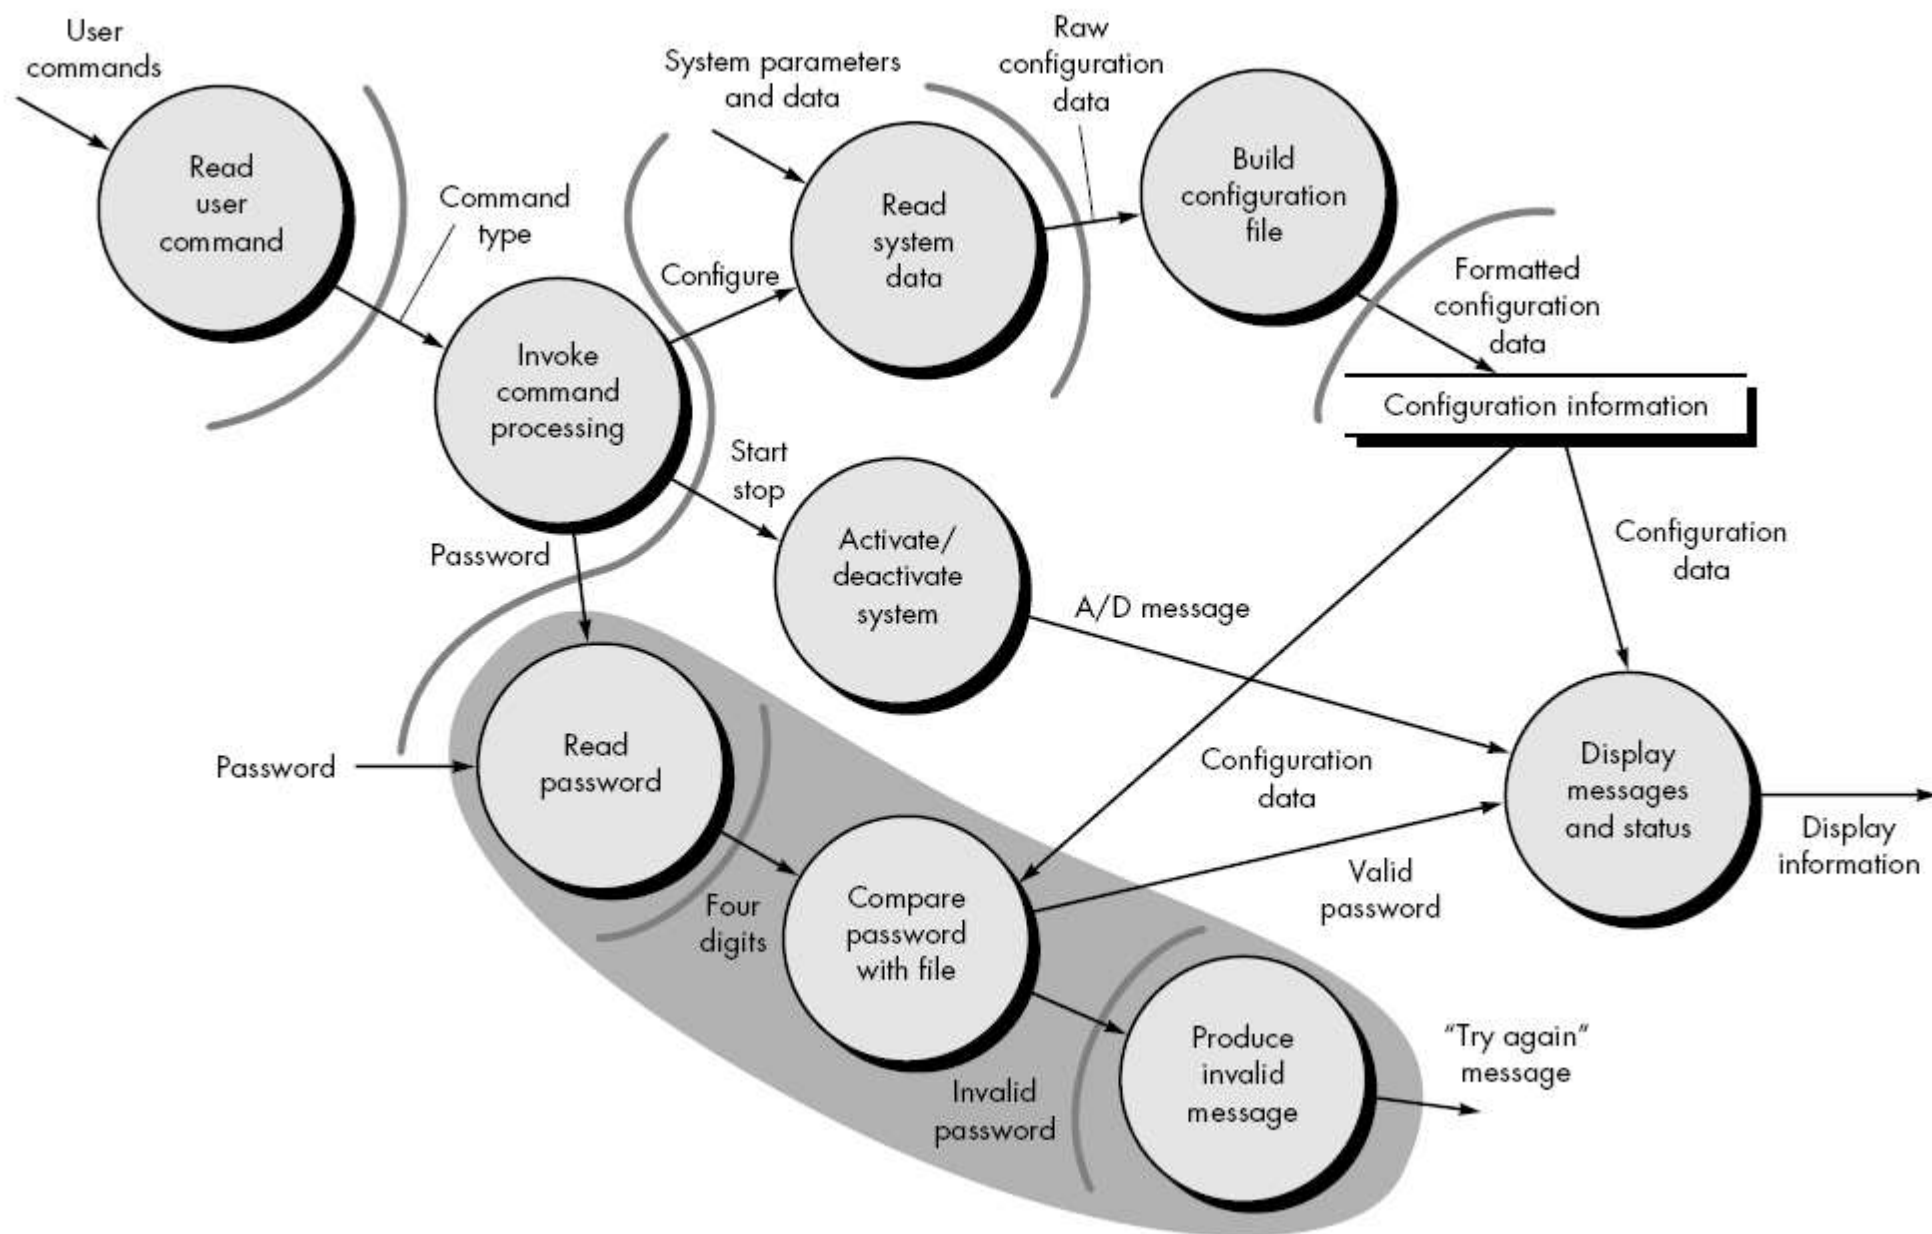 User
commands
Read
user
command
Command
type
System parameters
and data
Raw
configuration
data
Read
system
data
Build
configuration
file
Configure
Invoke
command
processing
Formatted
configuration
data
Configuration information
Start
stop
Password
Activate/
deactivate
system
Configuration
data
A/D message
Password
Read
password
Configuration
data
Display
messages
and status
Display
information
Four
digits
Compare
password
with file
Valid
password
Invalid
password
Produce
invalid
message
“Try again”
message